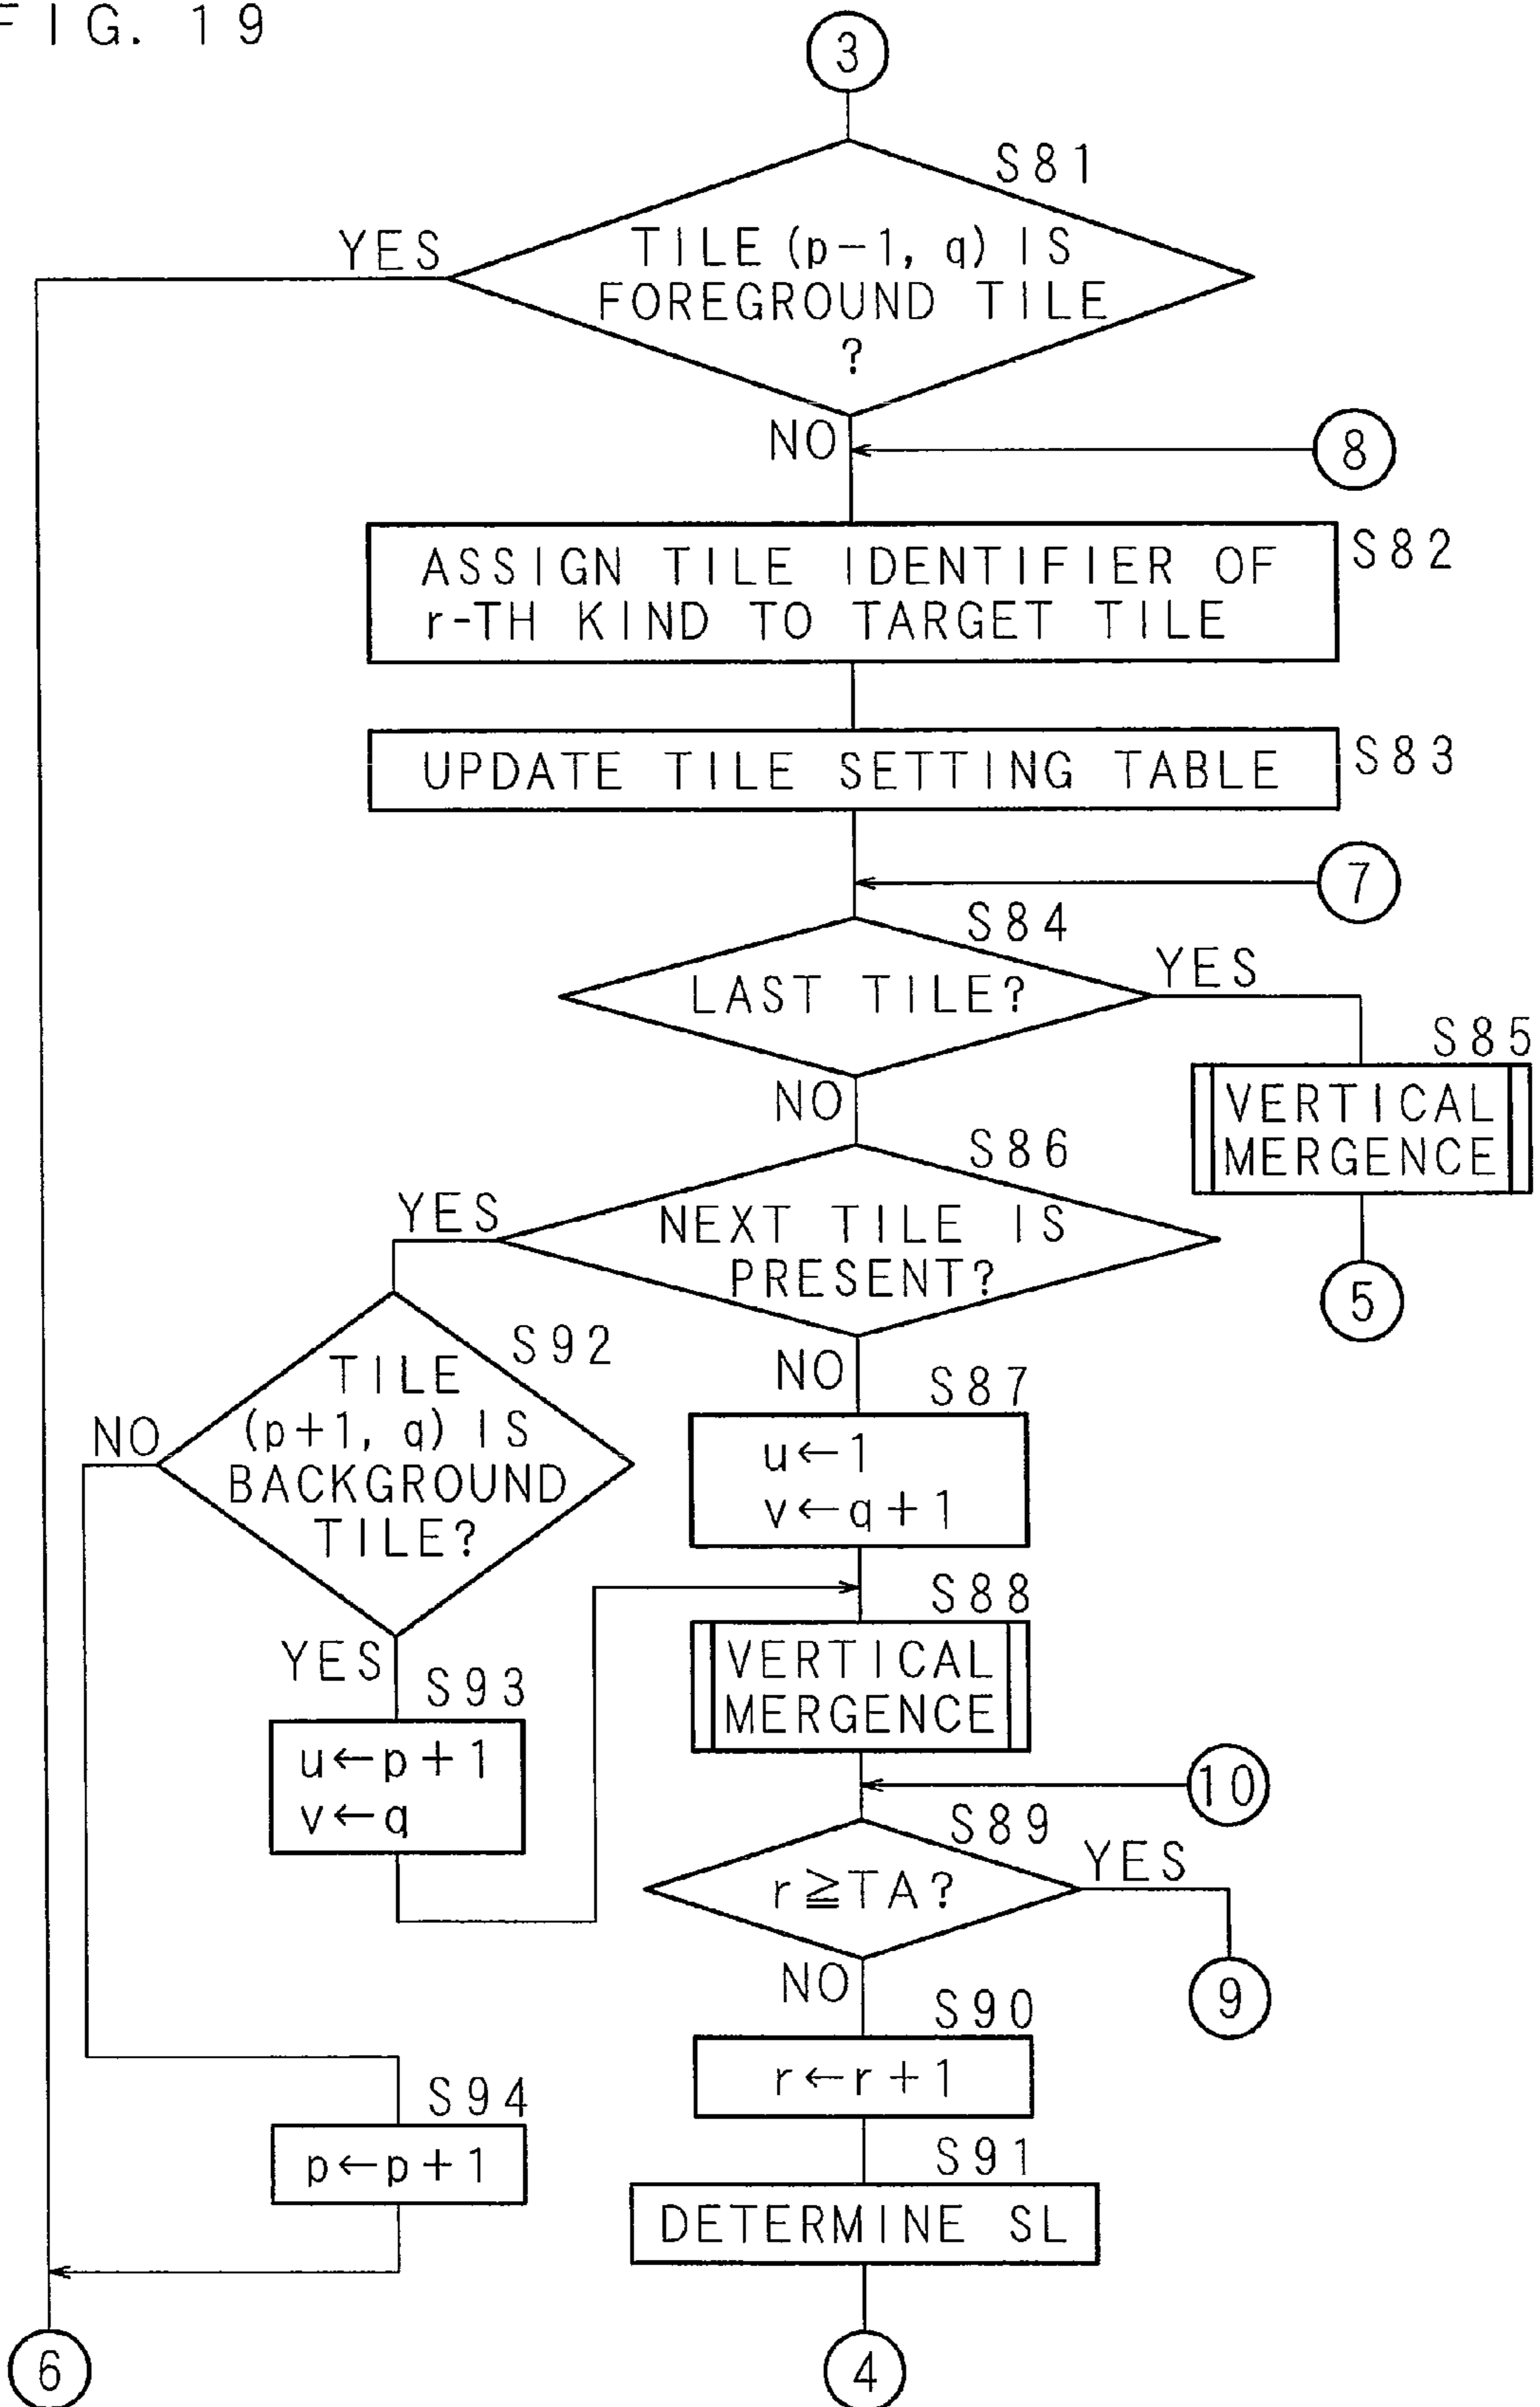 FIG. 19
3
S81
YES
TILE (p-1, q) IS
FOREGROUND TILE
?
NO
8
ASSIGN TILE IDENTIFIER OF
r-TH KIND TO TARGET TILE
S82
UPDATE TILE SETTING TABLE
S83
7
S84
LAST TILE?
YES
S85
VERTICAL
MERGENCE
5
NO
S86
YES
NEXT TILE IS
PRESENT?
S92
NO
TILE
(p+1, q) IS
BACKGROUND
TILE?
NO
S87
u←1
v←q+1
S88
VERTICAL
MERGENCE
YES
S93
u←p+1
v←q
10
S89
r≧TA?
YES
9
NO
S90
r←r+1
S94
p←p+1
S91
DETERMINE SL
6
4